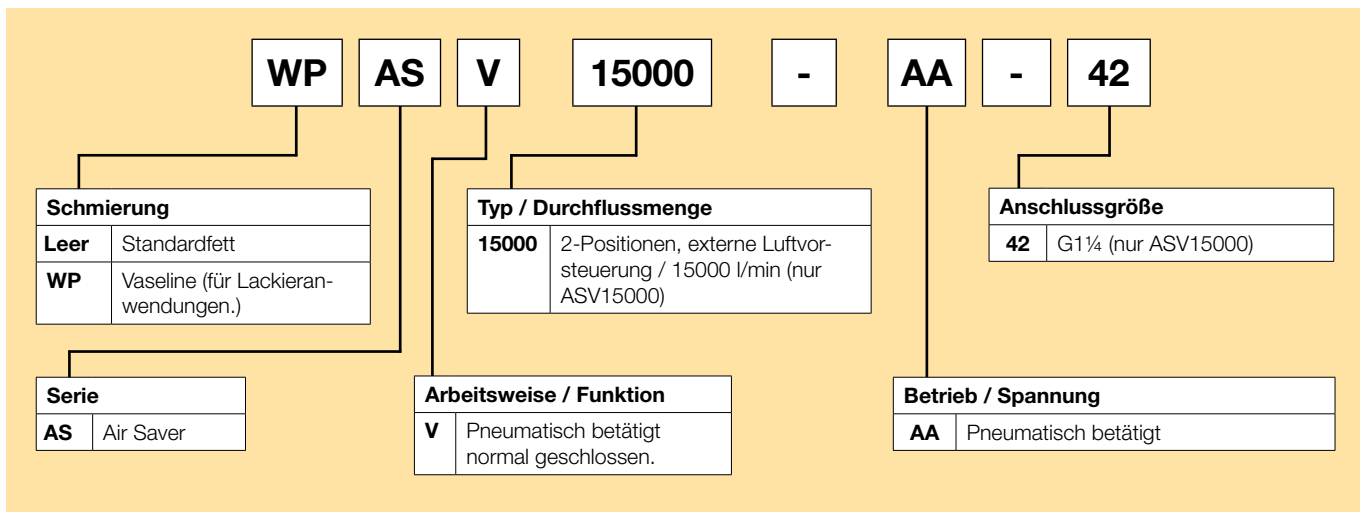 WP AS V 15000 - AA - 42
Schmierung
Leer Standardfett
WP Vaseline (für Lackieran-
wendungen.)
Typ / Durchflussmenge
15000 2-Positionen, externe Luftvor-
steuerung / 15000 l/min (nur
ASV15000)
Anschlussgröße
42 G1¼ (nur ASV15000)
Serie
AS Air Saver
Arbeitsweise / Funktion
V Pneumatisch betätigt
normal geschlossen.
Betrieb / Spannung
AA Pneumatisch betätigt